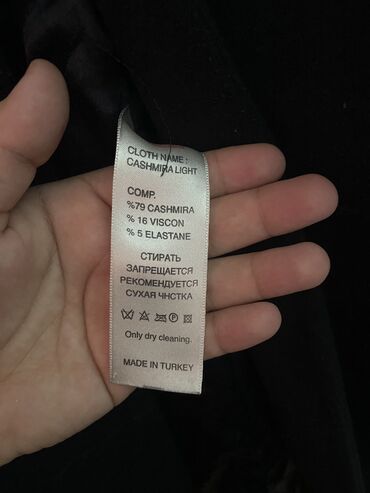 CLOTH NAME :
CASHMIRA LIGHT
COMP.
%79 CASHMIRA
% 16 VISCON
% 5 ELASTANE
СТИРАТЬ
ЗАПРЕЩАЕТСЯ
РЕКОМЕНДУЕТСЯ
СУХАЯ ЧНСТКА
Only dry cleaning.
MADE IN TURKEY